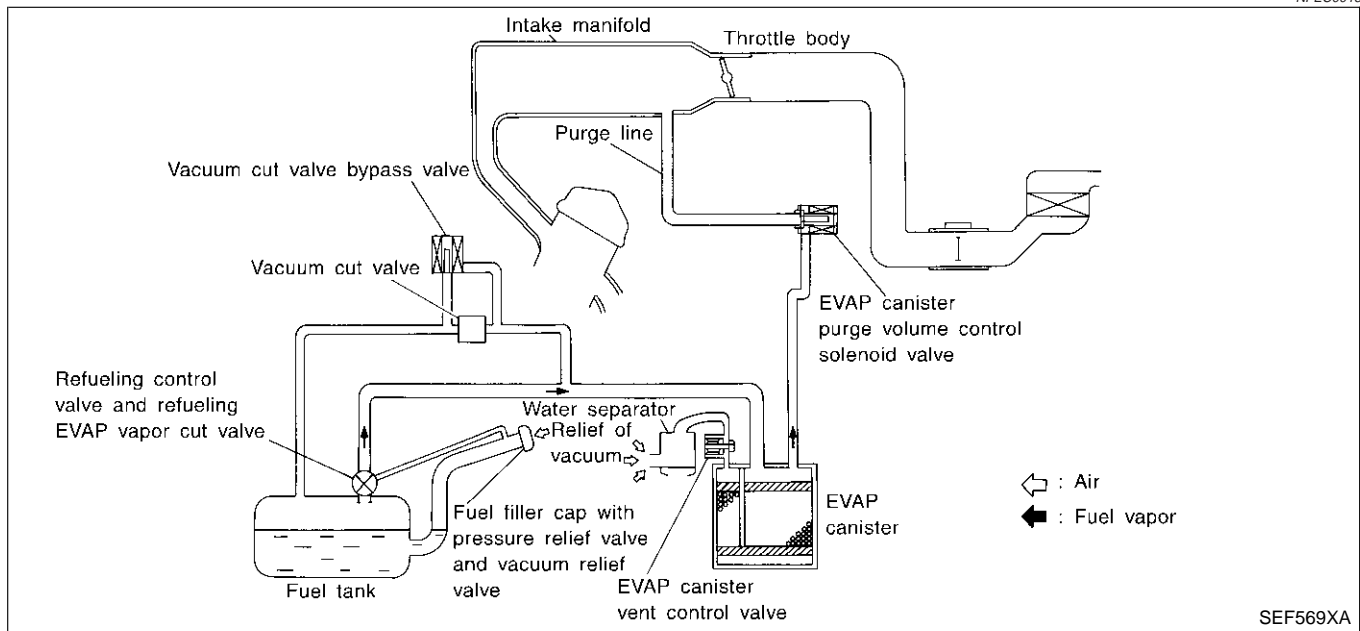 Intake manifold
Throttle body
Purge line
Vacuum cut valve bypass valve
Vacuum cut valve
EVAP canister
purge volume control
solenoid valve
Refueling control
valve and refueling
EVAP vapor cut valve
Water separator
Relief of
vacuum
Fuel filler cap with
pressure relief valve
and vacuum relief
valve
Fuel tank
EVAP
canister
EVAP canister
vent control valve
: Air
: Fuel vapor
SEF569XA